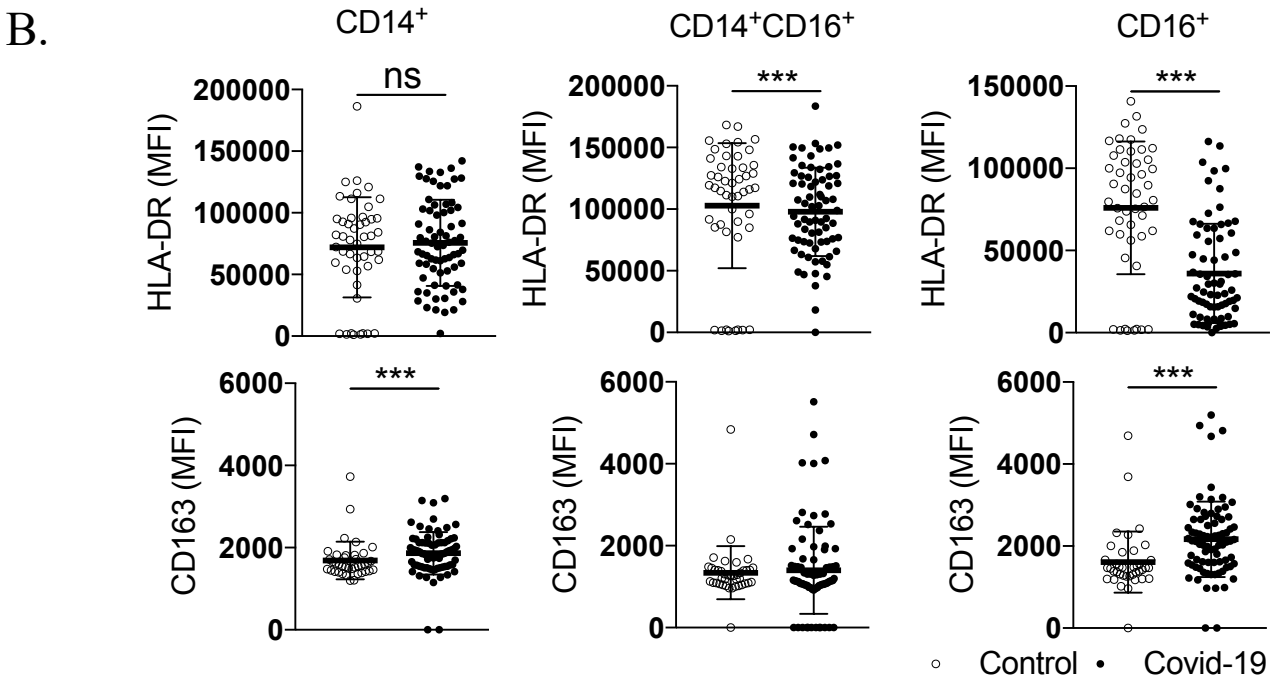 B.
CD14+
CD14+CD16+
CD16+
HLA-DR (MFI)
200000
150000
100000
50000
0
ns
HLA-DR (MFI)
200000
150000
100000
50000
0
***
HLA-DR (MFI)
150000
100000
50000
0
***
CD163 (MFI)
6000
4000
2000
0
***
CD163 (MFI)
6000
4000
2000
0
CD163 (MFI)
6000
4000
2000
0
***
Control Covid-19